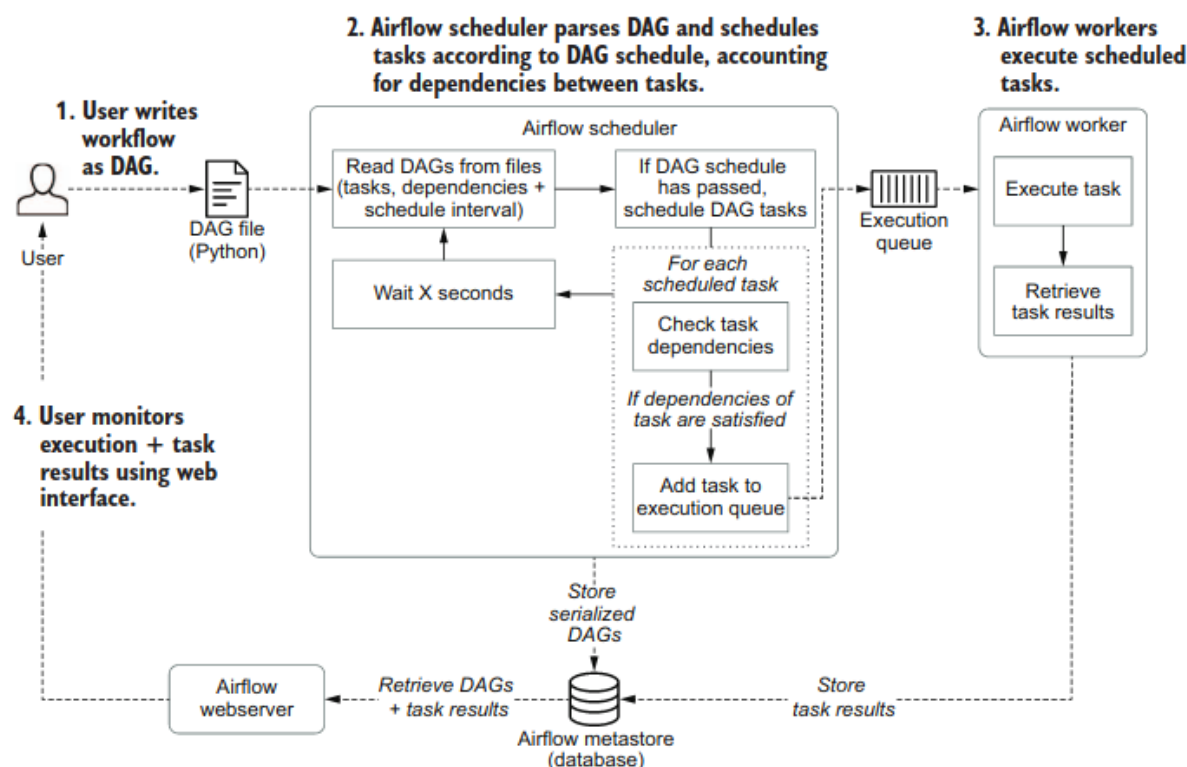 2. Airflow scheduler parses DAG and schedules
tasks according to DAG schedule, accounting
for dependencies between tasks.
3. Airflow workers
execute scheduled
tasks.
1. User writes
workflow
as DAG.
User
DAG file
(Python)
Airflow scheduler
Read DAGs from files
(tasks, dependencies +
schedule interval)
If DAG schedule
has passed,
schedule DAG tasks
Wait X seconds
For each
scheduled task
Check task
dependencies
If dependencies of
task are satisfied
Add task to
execution queue
Execution
queue
Airflow worker
Execute task
Retrieve
task results
4. User monitors
execution + task
results using web
interface.
Store
serialized
DAGs
Airflow
webserver
Retrieve DAGs
+ task results
Airflow metastore
(database)
Store
task results